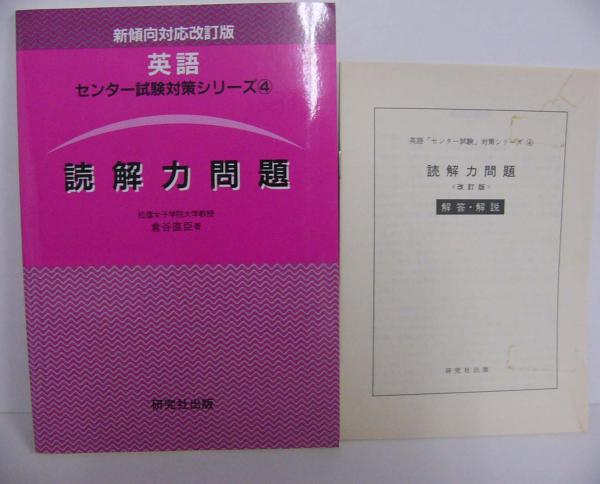 新傾向対応改訂版
英語
センター試験対策シリーズ④
読解力問題
松蔭女子学院大学教授
倉谷直臣著
研究社出版
英語「センター試験」対策シリーズ④
読解力問題
<改訂版>
解答・解説
研究社出版